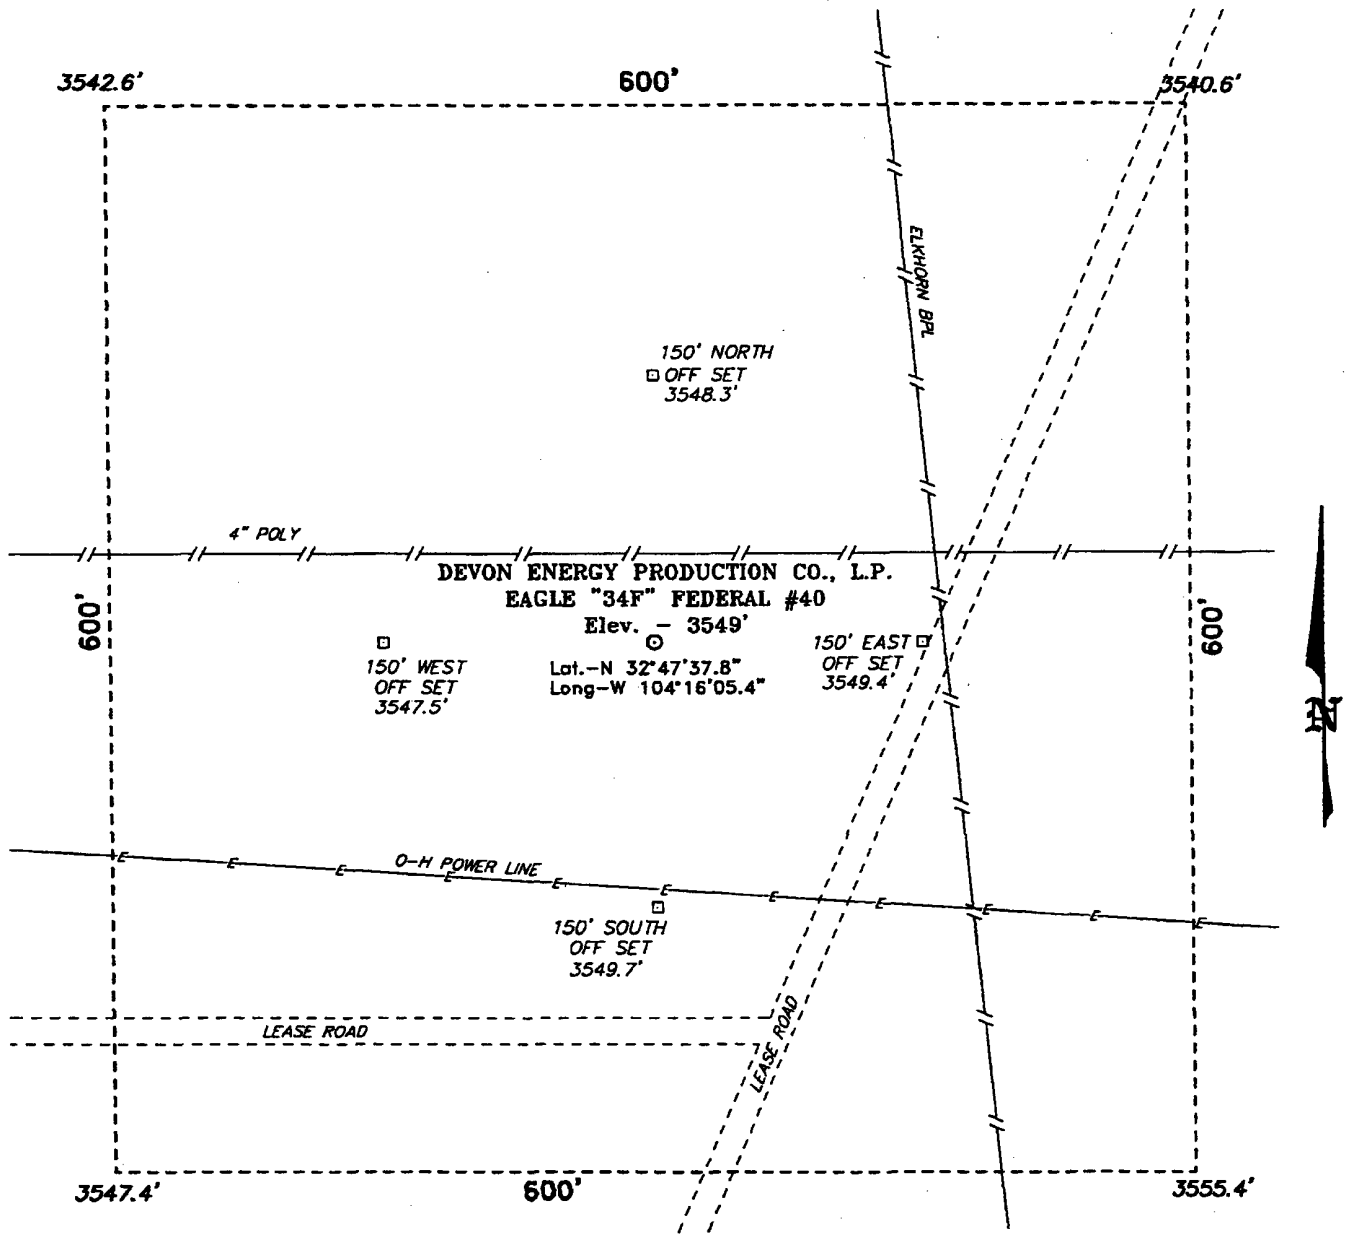 3542.6'
600'
3540.6'
ELKHORN BPL
150' NORTH
OFF SET
3548.3'
4" POLY
DEVON ENERGY PRODUCTION CO., L.P.
EAGLE "34F" FEDERAL #40
Elev. - 3549'
600'
600'
150' WEST
OFF SET
3547.5'
Lat.-N 32°47'37.8"
Long-W 104°16'05.4"
150' EAST
OFF SET
3549.4'
N
O-H POWER LINE
E E E E E E E E E E E
150' SOUTH
OFF SET
3549.7'
LEASE ROAD
LEASE ROAD
3547.4'
600'
3555.4'